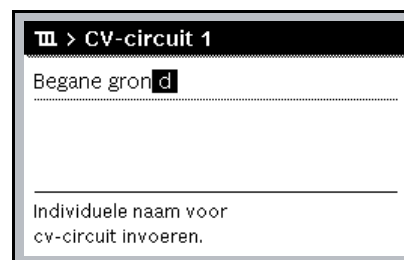 > CV-circuit 1
Begane grond
Individuele naam voor
cv-circuit invoeren.